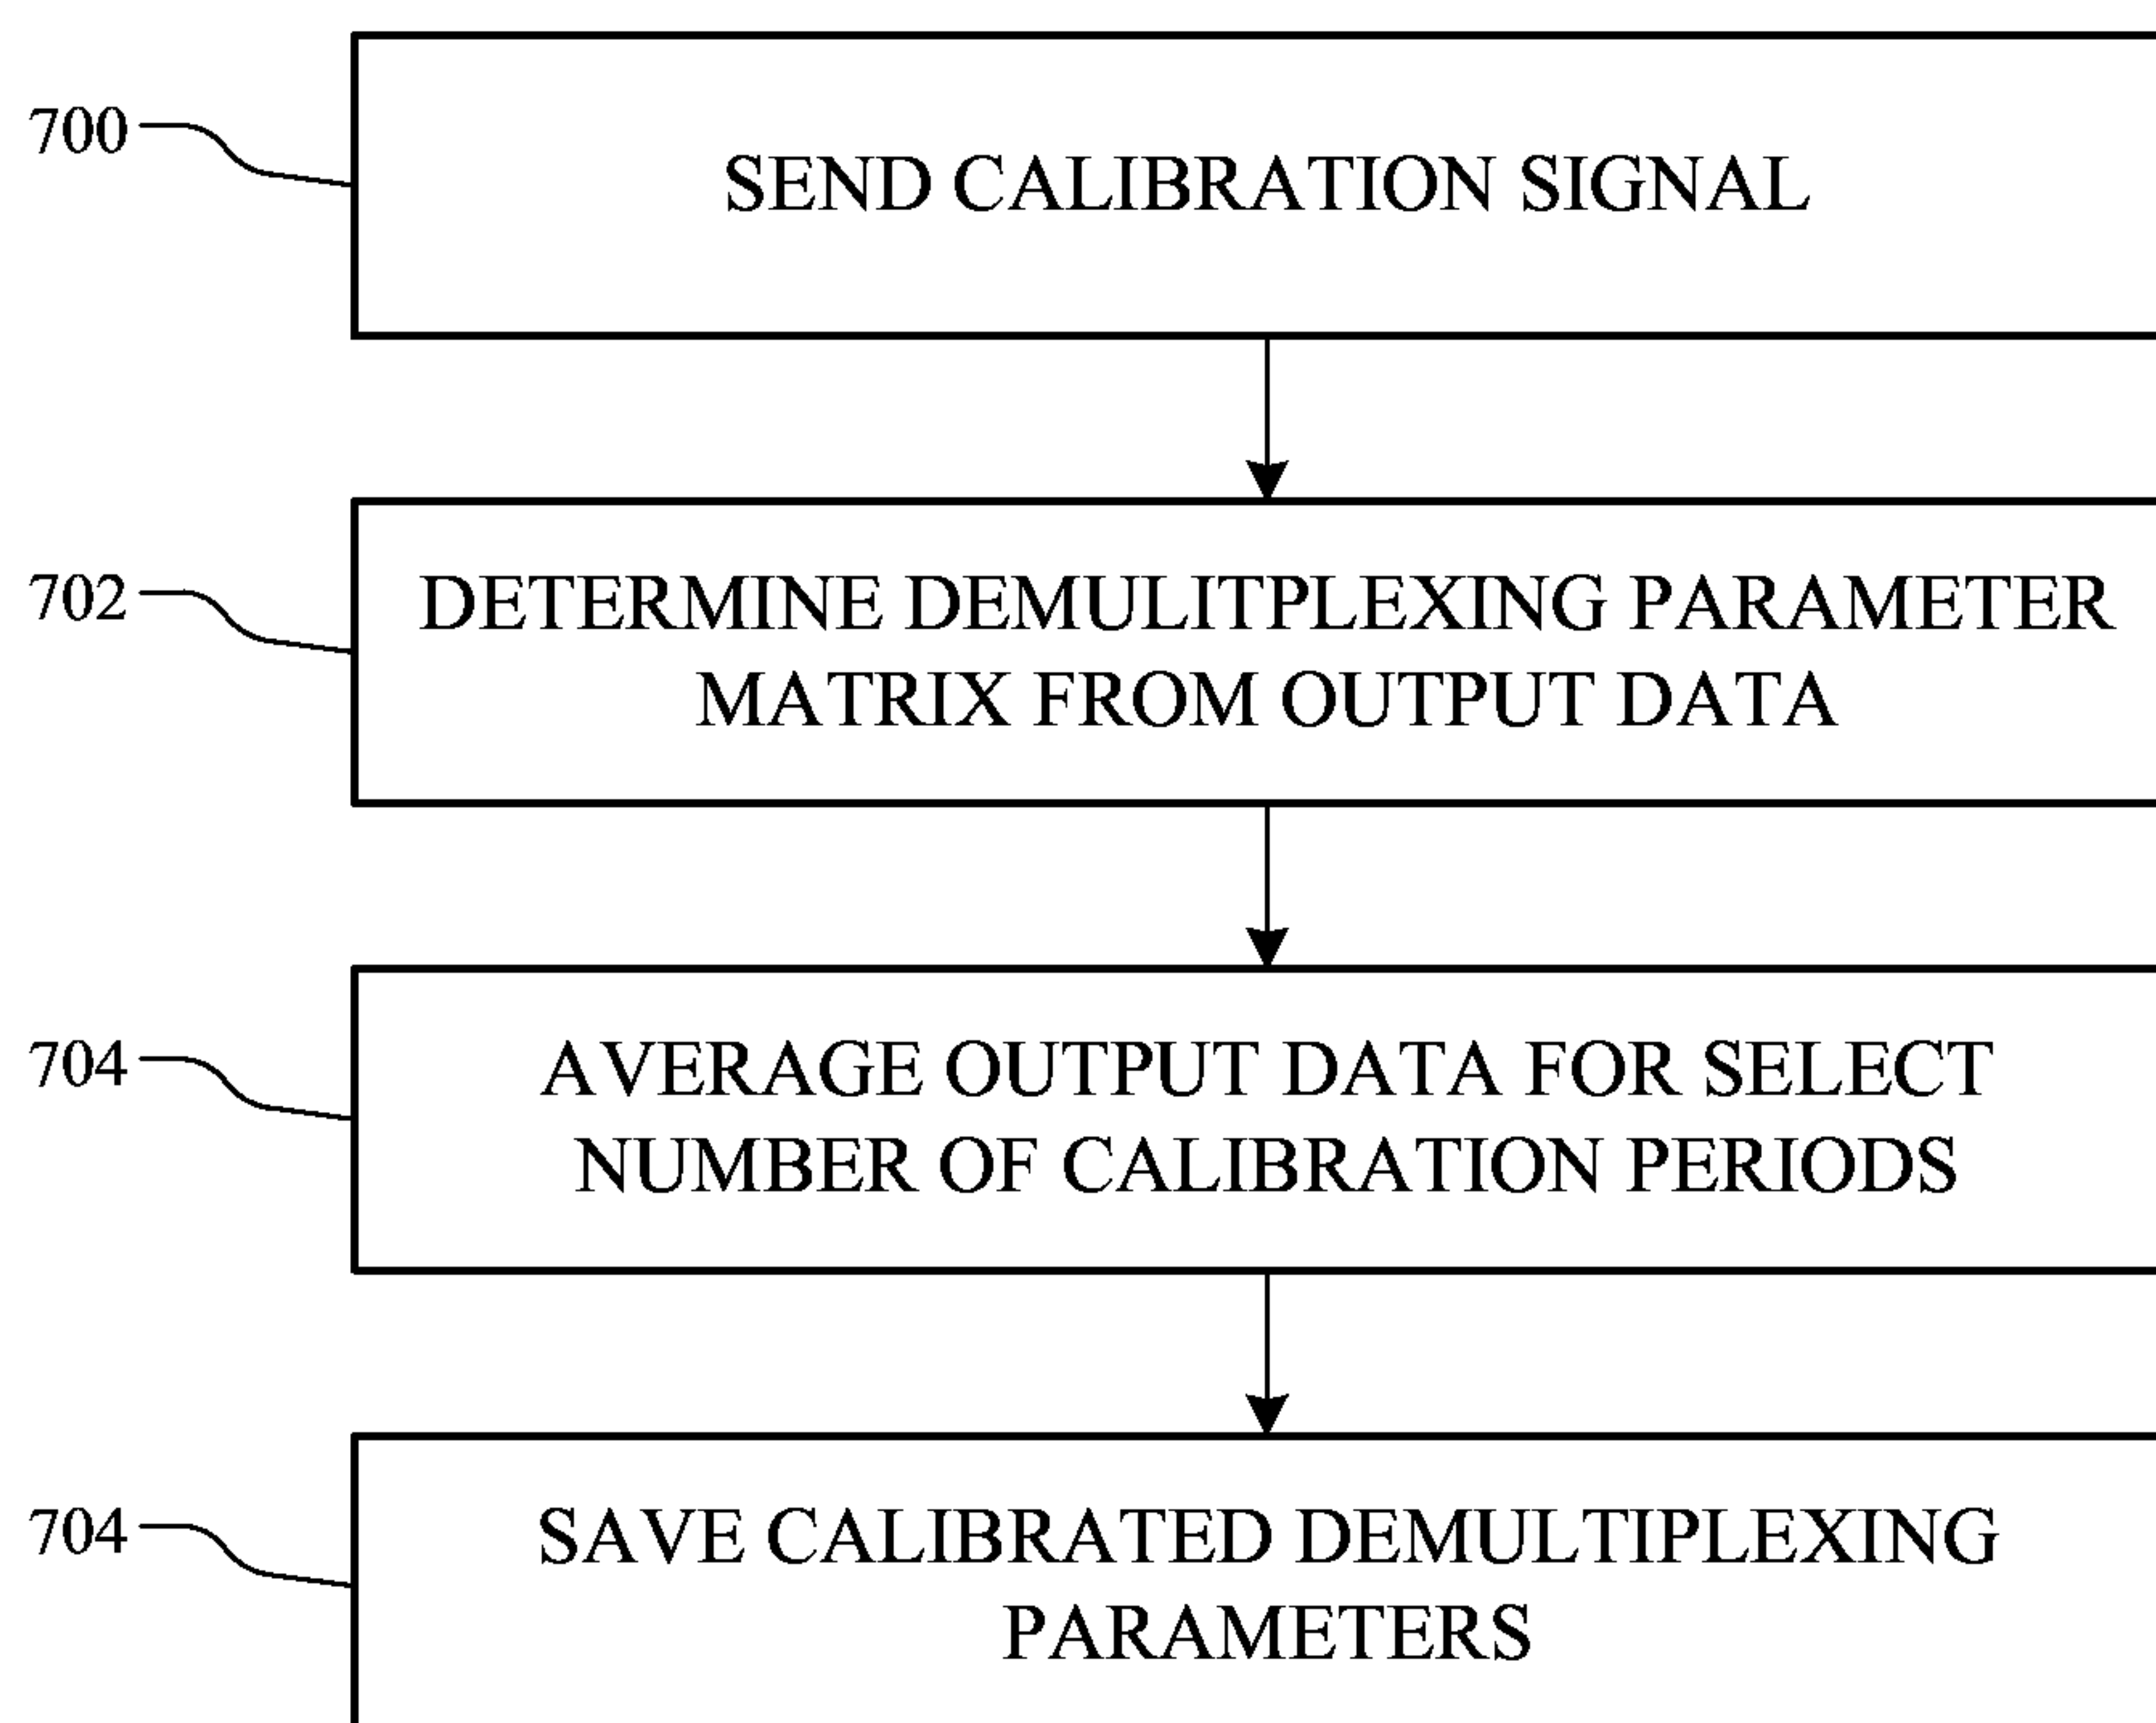 700
SEND CALIBRATION SIGNAL
702
DETERMINE DEMULITPLEXING PARAMETER
MATRIX FROM OUTPUT DATA
704
AVERAGE OUTPUT DATA FOR SELECT
NUMBER OF CALIBRATION PERIODS
704
SAVE CALIBRATED DEMULTIPLEXING
PARAMETERS